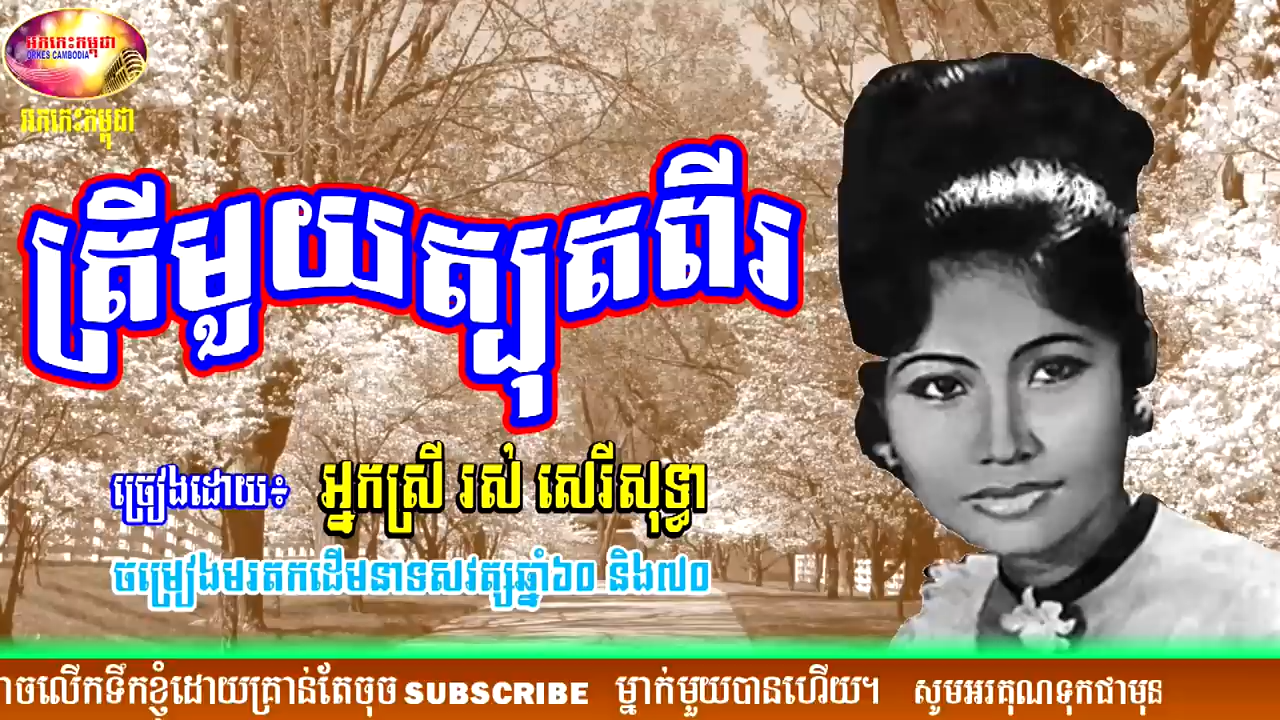 អកកេះកម្ពុជា
ORKES CAMBODIA
អកកេះកម្ពុជា
ត្រីមួយត្បុតពីរ
ច្រៀងដោយ៖ អ្នកស្រី រស់ សេរីសុទ្ធា
ចម្រៀងមរតកដើមនាទសវត្សឆ្នាំ៦០ និង៧០
ាចលើកទឹកខ្ញុំដោយគ្រាន់តែចុច SUBSCRIBE ម្នាក់មួយបានហើយ។ សូមអរគុណទុកជាមុន